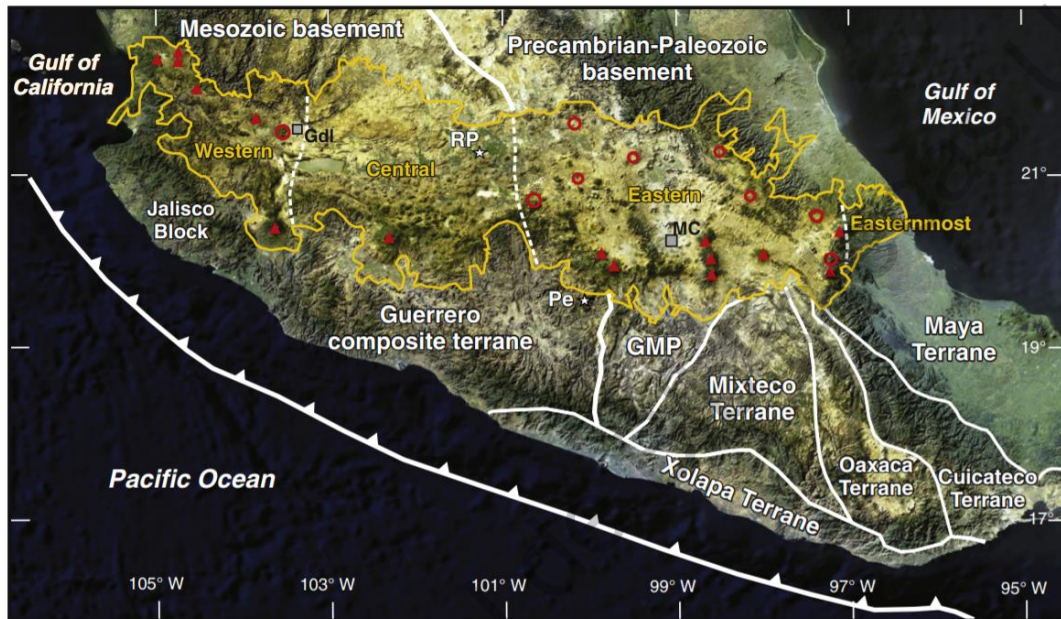 Mesozoic basement
Precambrian-Paleozoic
basement
Gulf of
California
Gulf of
Mexico
Gdl
RP
Western
Central
Eastern
21°
Jalisco
Block
MC
Easternmost
Pe
Guerrero
composite terrane
GMP
Maya
Terrane
19°
Mixteco
Terrane
Pacific Ocean
Xolapa Terrane
Oaxaca
Terrane
Cuicateco
Terrane
17°
105° W
103° W
101° W
99° W
97° W
95° W